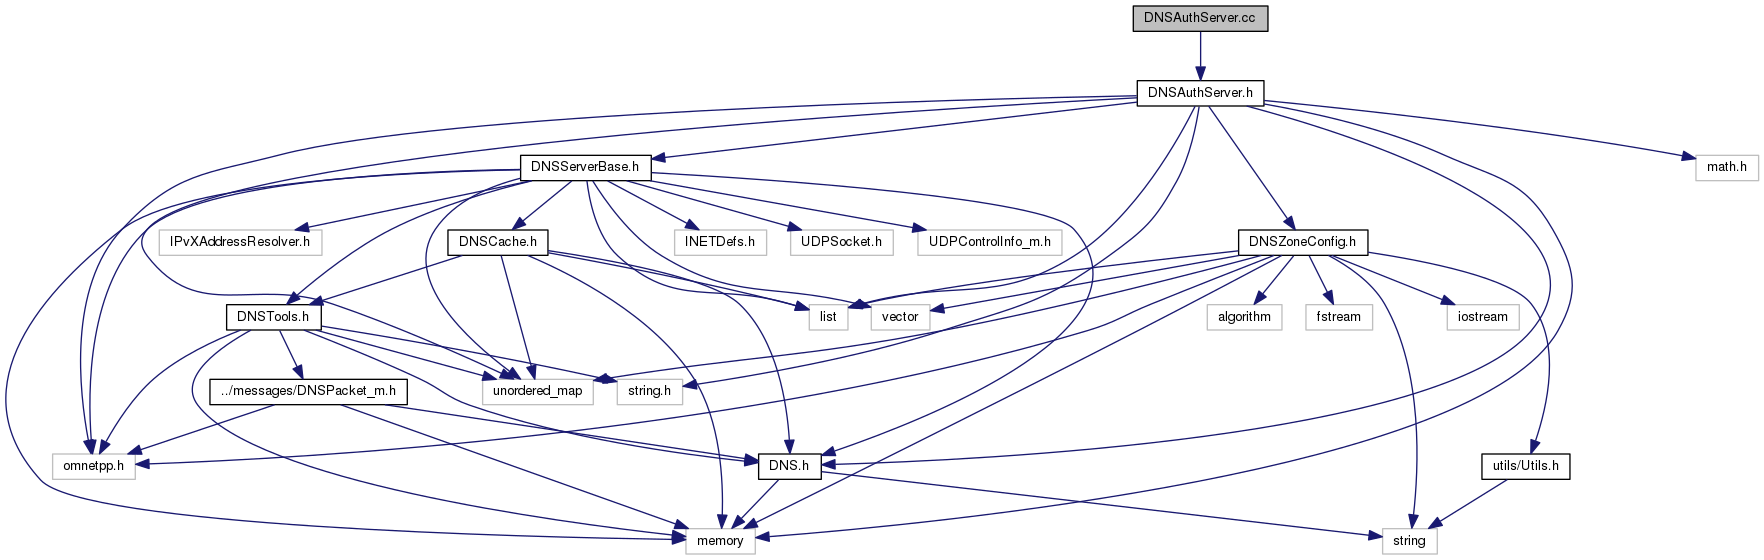 DNSAuthServer.cc
DNSAuthServer.h
DNSServerBase.h
math.h
IPvXAddressResolver.h
DNSCache.h
INETDefs.h
UDPSocket.h
UDPControlInfo_m.h
DNSZoneConfig.h
DNSTools.h
list
vector
algorithm
fstream
iostream
../messages/DNSPacket_m.h
unordered_map
string.h
omnetpp.h
DNS.h
utils/Utils.h
memory
string